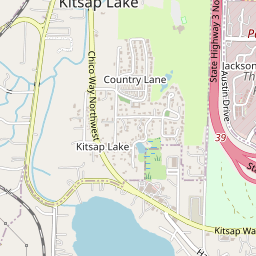 Kitsap Lake
Country Lane
Chico Way Northwest
State Highway 3 No
Jackson
Th
Austin Drive
39
Kitsap Lake
Kitsap Wa